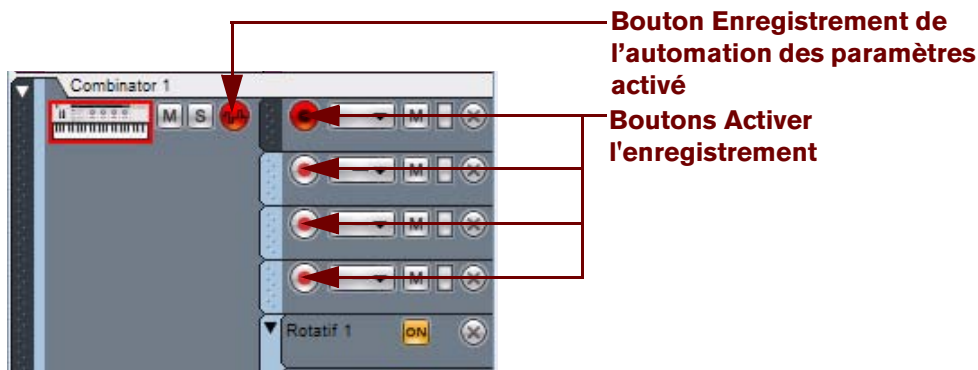 Bouton Enregistrement de
l’automation des paramètres
activé
Boutons Activer
l'enregistrement
Combinator 1
M S M
M
M
M
Rotatif 1 ON